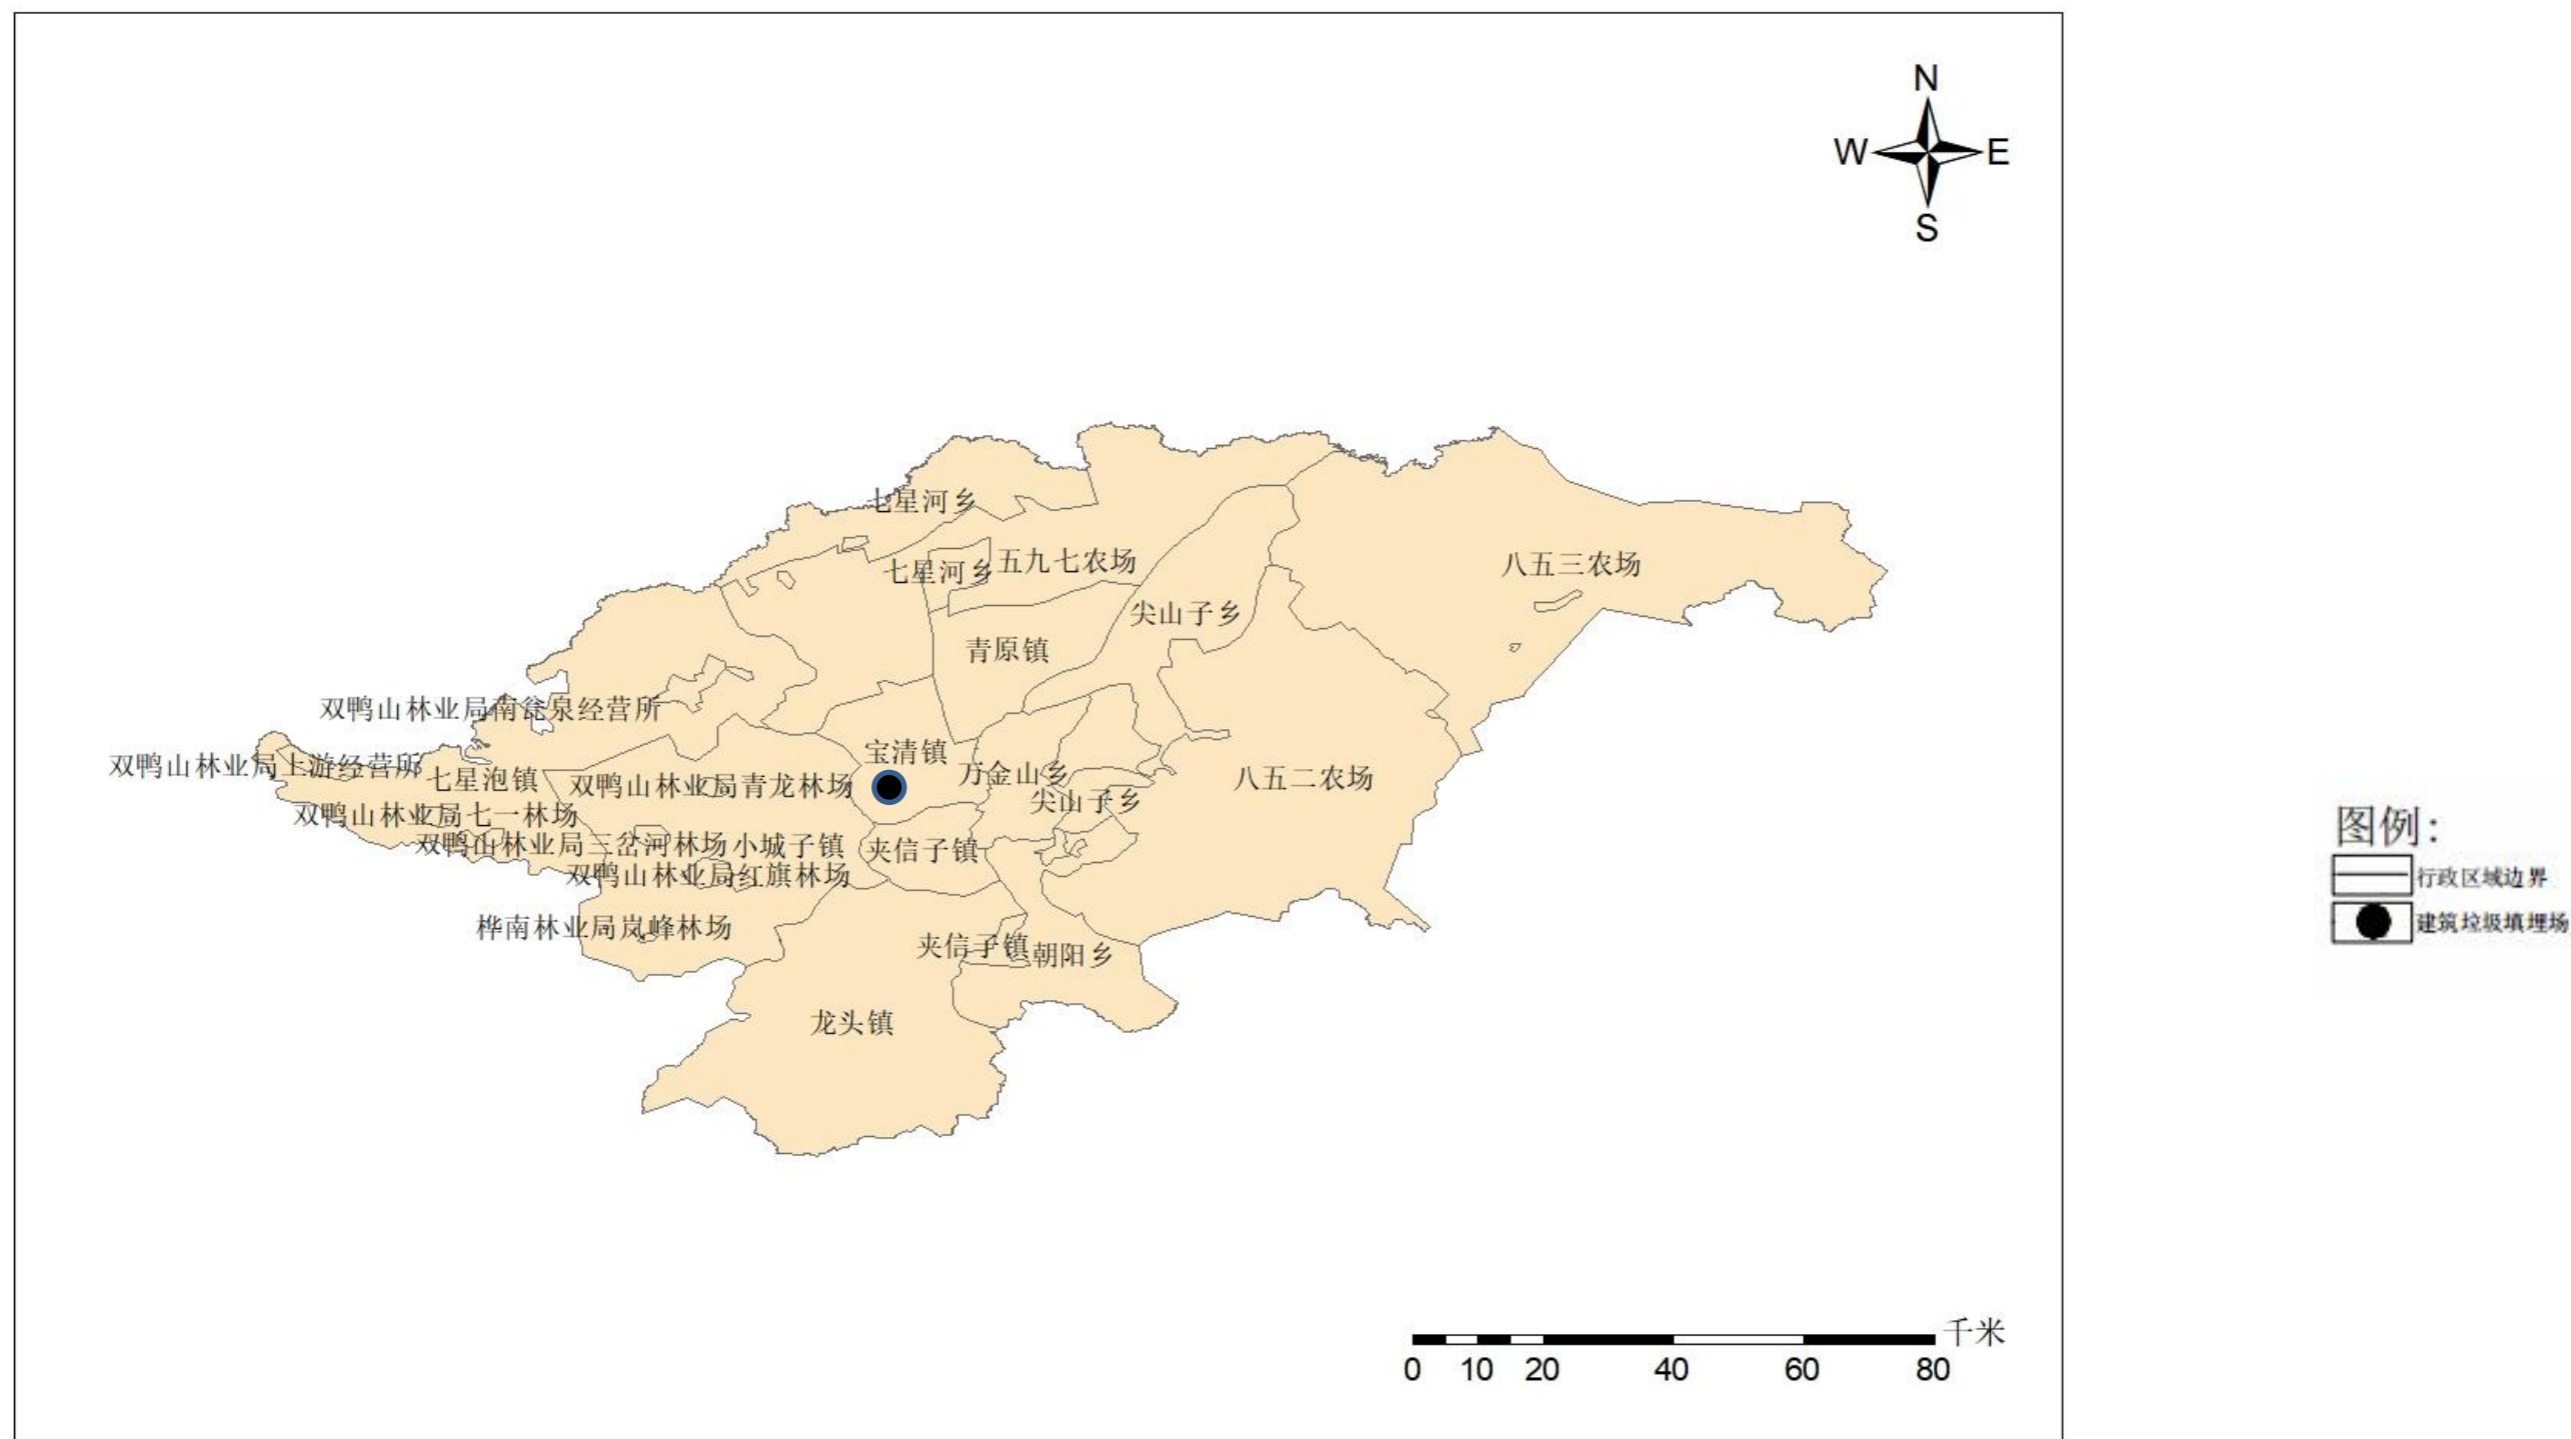 N
W E
S
七星河乡
七星河乡
五九七农场
八五三农场
尖山子乡
青原镇
双鸭山林业局南瓮泉经营所
宝清镇
双鸭山林业局上游经营所
七星泡镇
双鸭山林业局青龙林场
万金山乡
八五二农场
尖山子乡
双鸭山林业局七一林场
双鸭山林业局三岔河林场
小城子镇
夹信子镇
双鸭山林业局红旗林场
桦南林业局岚峰林场
夹信子镇
朝阳乡
龙头镇
图例：
行政区域边界
建筑垃圾填埋场
千米
0 10 20 40 60 80